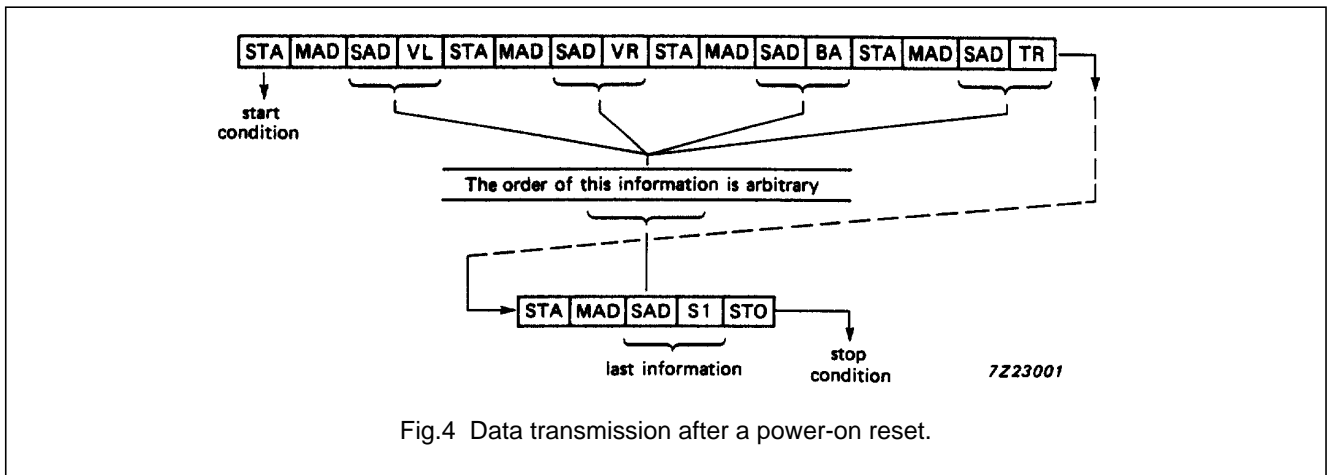 STA MAD SAD VL STA MAD SAD VR STA MAD SAD BA STA MAD SAD TR
start
condition
The order of this information is arbitrary
STA MAD SAD S1 STO
last information
stop
condition
7Z23001
Fig.4 Data transmission after a power-on reset.